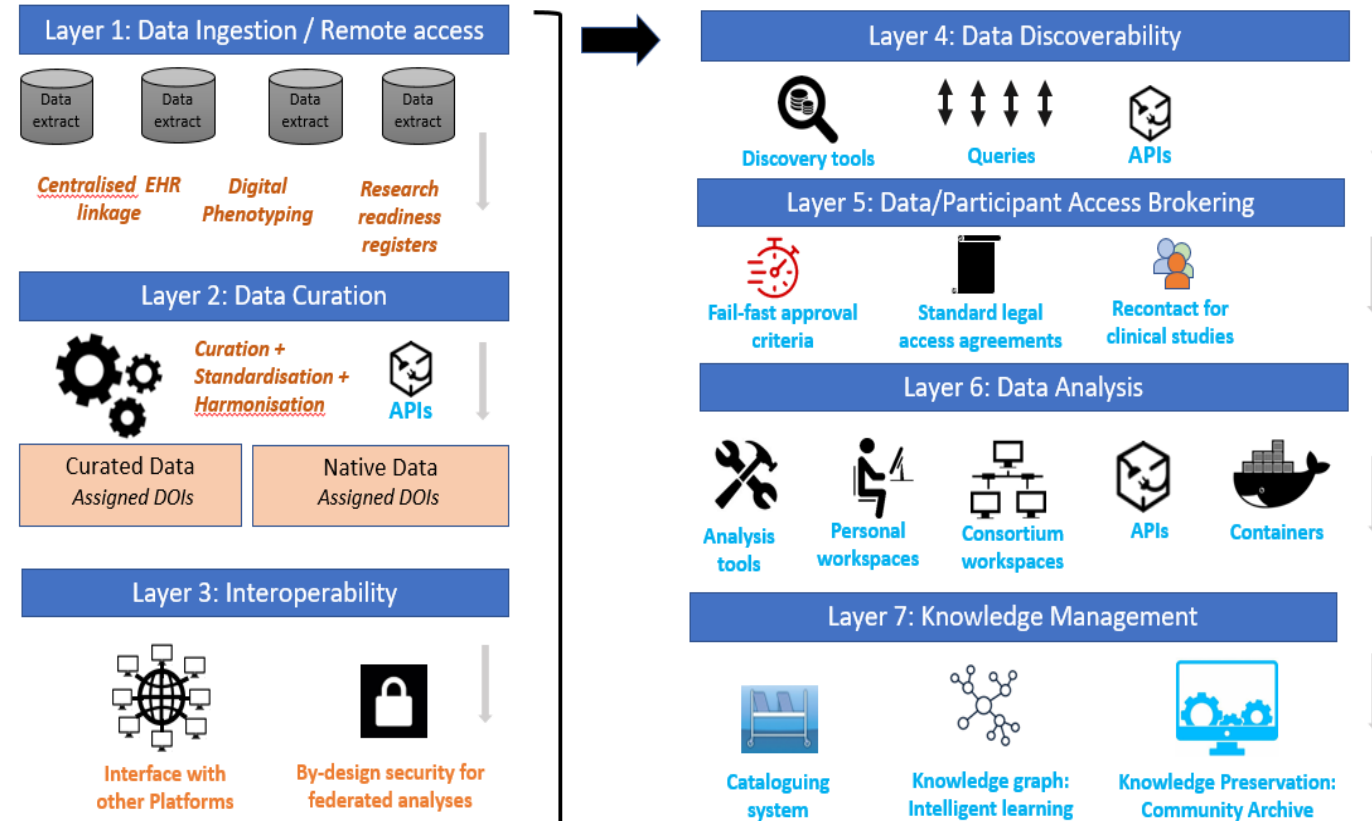 Layer 1: Data Ingestion / Remote access
Data
extract
Data
extract
Data
extract
Data
extract
Centralised EHR
linkage
Digital
Phenotyping
Research
readiness
registers
Layer 2: Data Curation
Curation +
Standardisation +
Harmonisation
APIs
Curated Data
Assigned DOIs
Native Data
Assigned DOIs
Layer 3: Interoperability
Interface with
other Platforms
By-design security for
federated analyses
Layer 4: Data Discoverability
Discovery tools
Queries
APIs
Layer 5: Data/Participant Access Brokering
Fail-fast approval
criteria
Standard legal
access agreements
Recontact for
clinical studies
Layer 6: Data Analysis
Analysis
tools
Personal
workspaces
Consortium
workspaces
APIs
Containers
Layer 7: Knowledge Management
Cataloguing
system
Knowledge graph:
Intelligent learning
Knowledge Preservation:
Community Archive